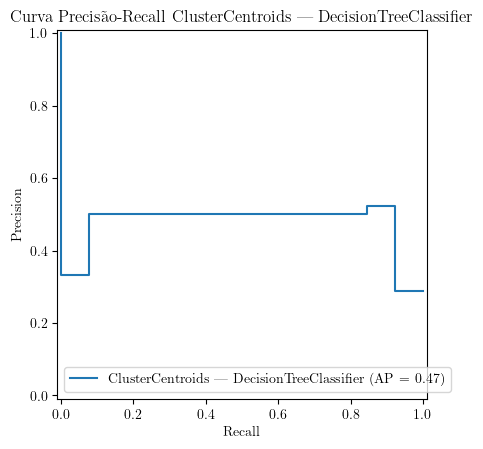 Curva Precisão-Recall ClusterCentroids — DecisionTreeClassifier
1.0
0.8
0.6
Precision
0.4
0.2
0.0
ClusterCentroids — DecisionTreeClassifier (AP = 0.47)
0.0 0.2 0.4 0.6 0.8 1.0
Recall